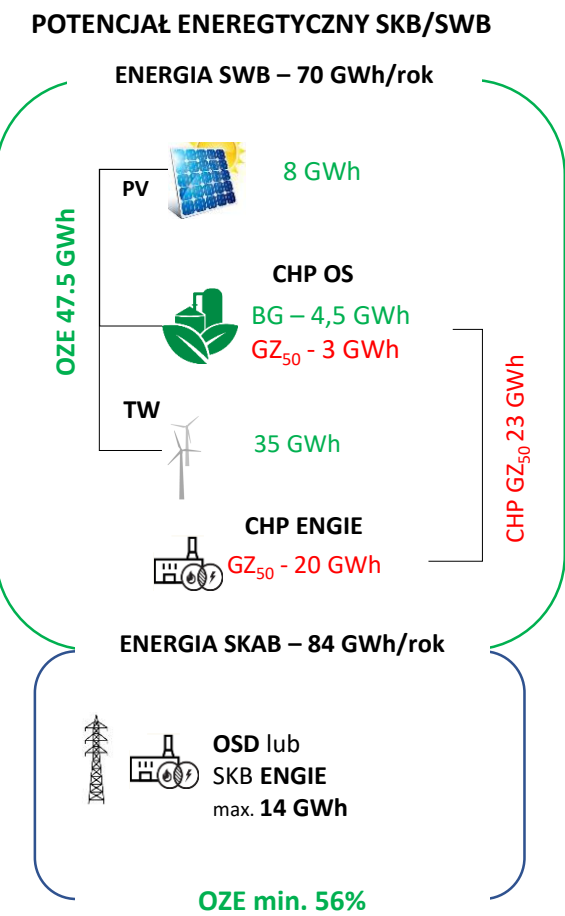 POTENCJAŁ ENEREGTYCZNY SKB/SWB
ENERGIA SWB – 70 GWh/rok
OZE 47.5 GWh
PV
8 GWh
CHP OS
BG – 4,5 GWh
GZ50 - 3 GWh
TW
35 GWh
CHP GZ50 23 GWh
CHP ENGIE
GZ50 - 20 GWh
ENERGIA SKAB – 84 GWh/rok
OSD lub
SKB ENGIE
max. 14 GWh
OZE min. 56%